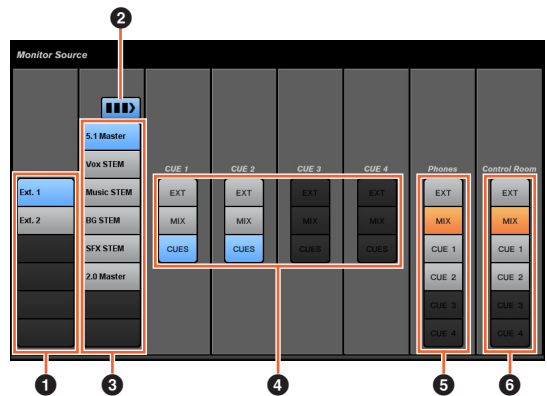 2
Monitor Source
5.1 Master
Vox STEM
CUE 1 CUE 2 CUE 3 CUE 4 Phones Control Room
Ext. 1 Music STEM EXT EXT EXT EXT EXT EXT
Ext. 2 BG STEM MIX MIX MIX MIX MIX MIX
SFX STEM CUES CUES CUES CUES CUE 1 CUE 1
2.0 Master CUE 2 CUE 2
CUE 3 CUE 3
CUE 4 CUE 4
1 3 4 5 6